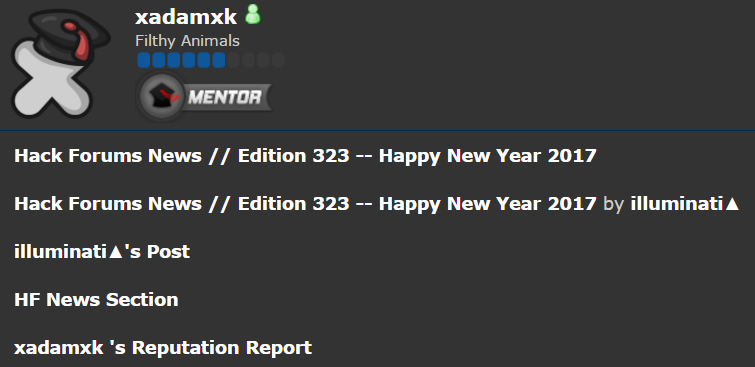 xadamxk
Filthy Animals
MENTOR
Hack Forums News // Edition 323 -- Happy New Year 2017
Hack Forums News // Edition 323 -- Happy New Year 2017 by illuminati▲
illuminati▲'s Post
HF News Section
xadamxk 's Reputation Report